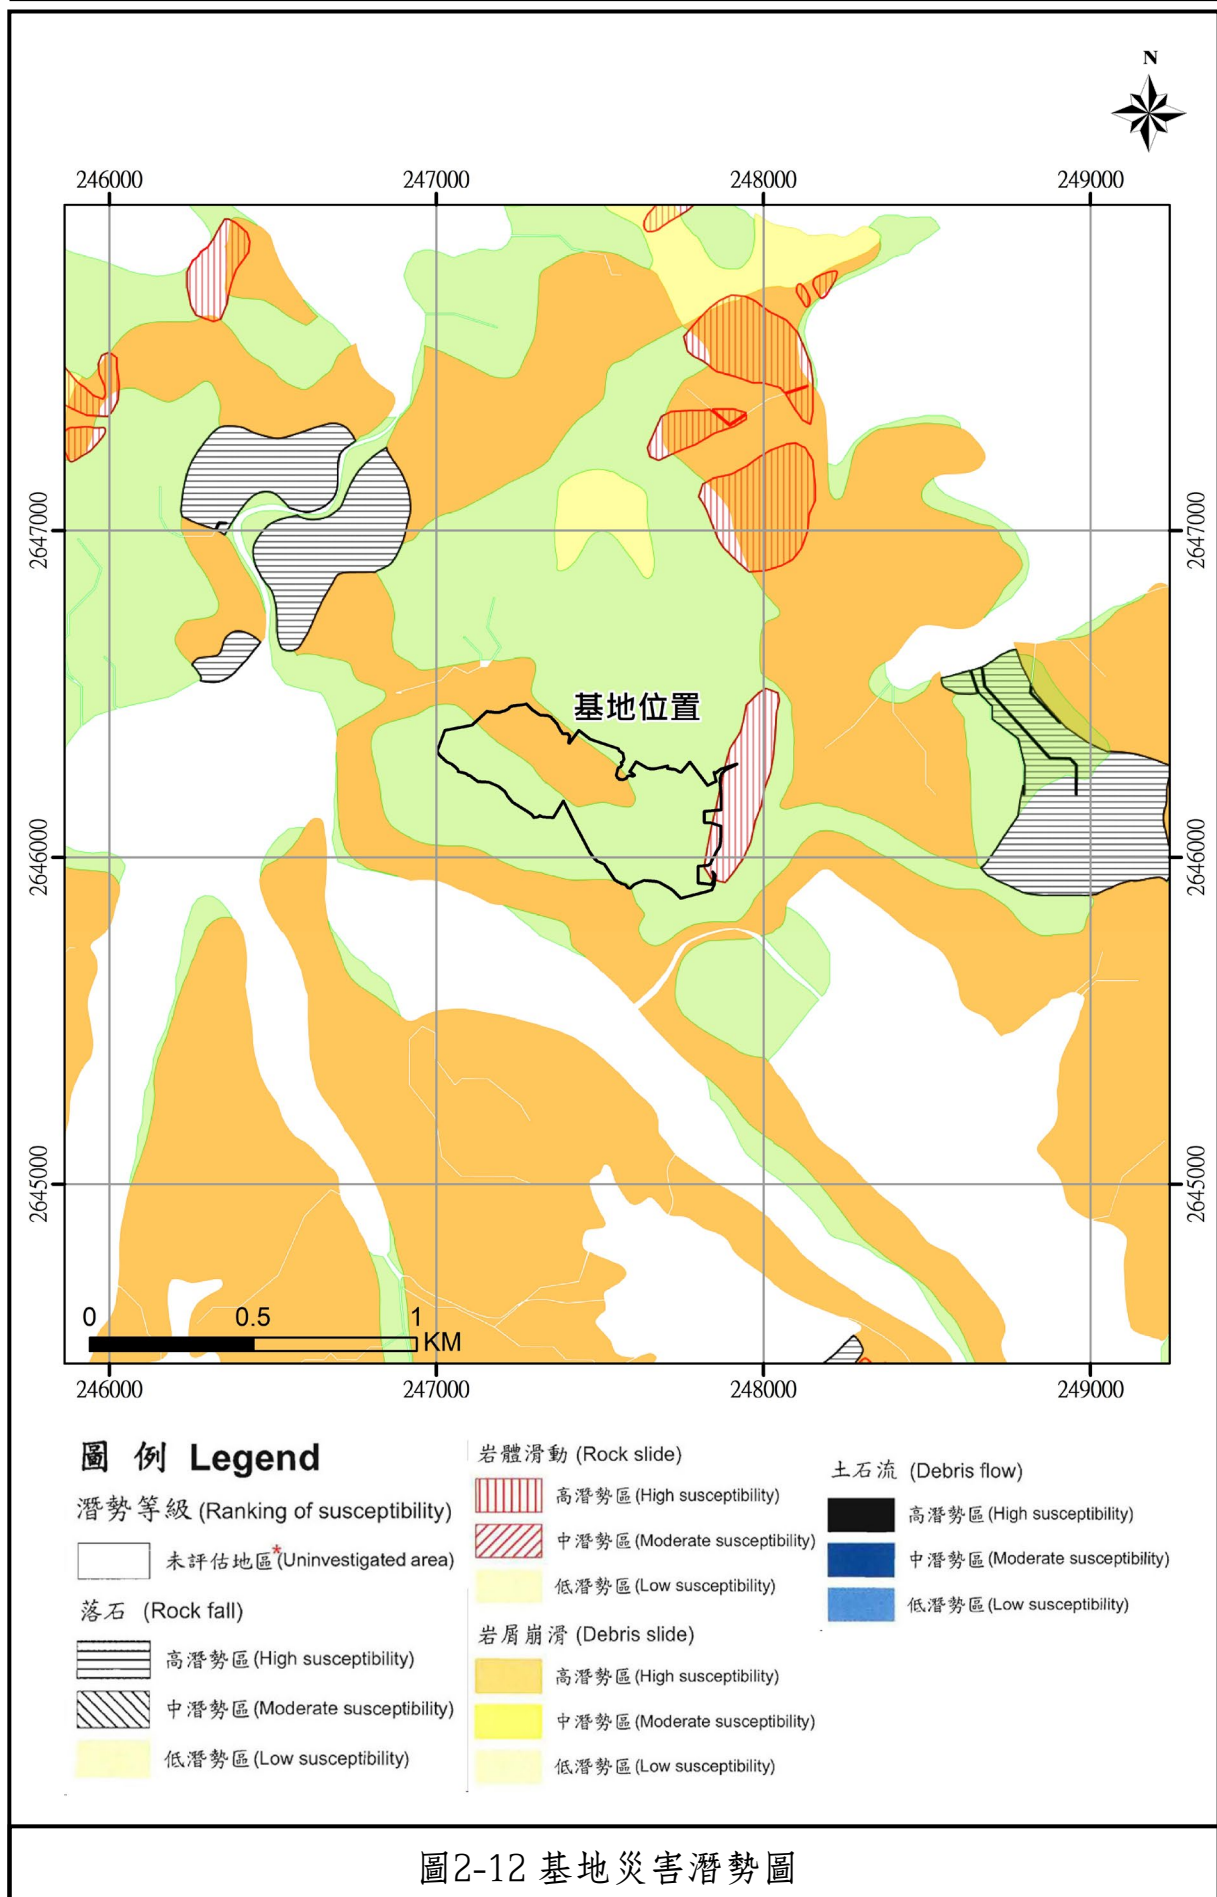 N
246000
247000
248000
249000
2647000
2647000
基地位置
2646000
2646000
2645000
2645000
0
0.5
1
KM
246000
247000
248000
249000
圖 例 Legend
潛勢等級 (Ranking of susceptibility)
未評估地區*(Uninvestigated area)
落石 (Rock fall)
高潛勢區(High susceptibility)
中潛勢區(Moderate susceptibility)
低潛勢區(Low susceptibility)
岩體滑動 (Rock slide)
高潛勢區(High susceptibility)
中潛勢區(Moderate susceptibility)
低潛勢區(Low susceptibility)
岩屑崩滑 (Debris slide)
高潛勢區(High susceptibility)
中潛勢區(Moderate susceptibility)
低潛勢區(Low susceptibility)
土石流 (Debris flow)
高潛勢區(High susceptibility)
中潛勢區(Moderate susceptibility)
低潛勢區(Low susceptibility)
圖2-12 基地災害潛勢圖